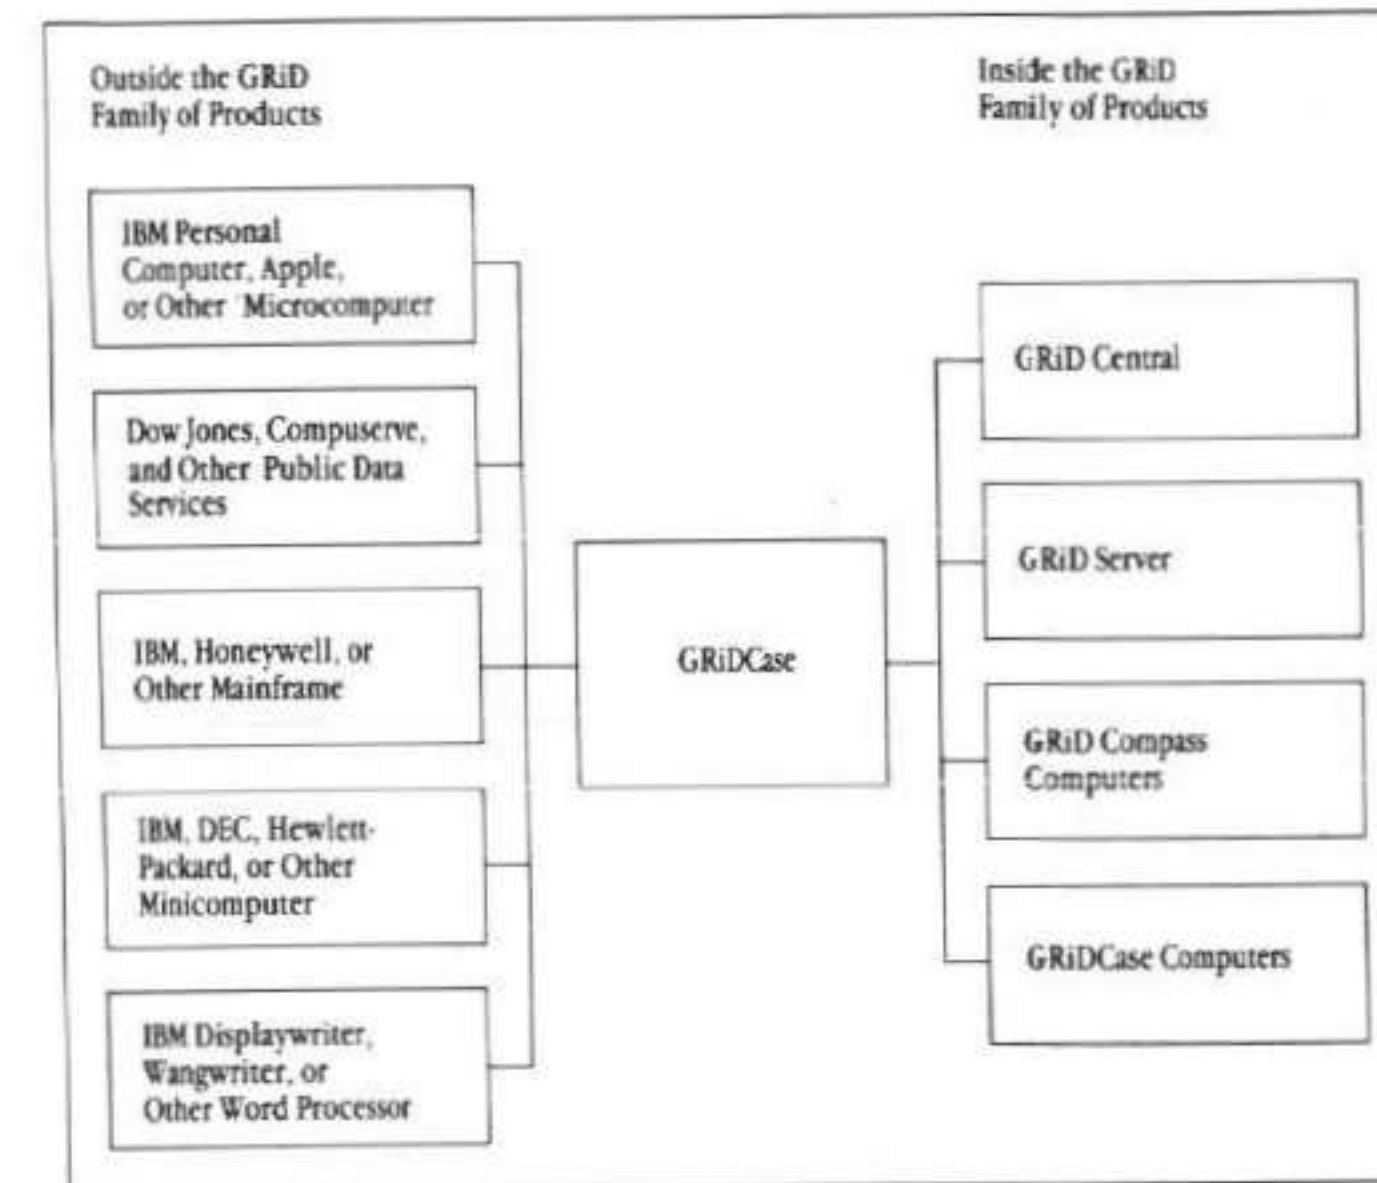 Outside the GRiD
Family of Products
IBM Personal
Computer, Apple,
or Other Microcomputer
Dow Jones, Compuserve,
and Other Public Data
Services
IBM, Honeywell, or
Other Mainframe
IBM, DEC, Hewlett-
Packard, or Other
Minicomputer
IBM Displaywriter,
Wangwriter, or
Other Word Processor
GRiDCase
Inside the GRiD
Family of Products
GRiD Central
GRiD Server
GRiD Compass
Computers
GRiDCase Computers